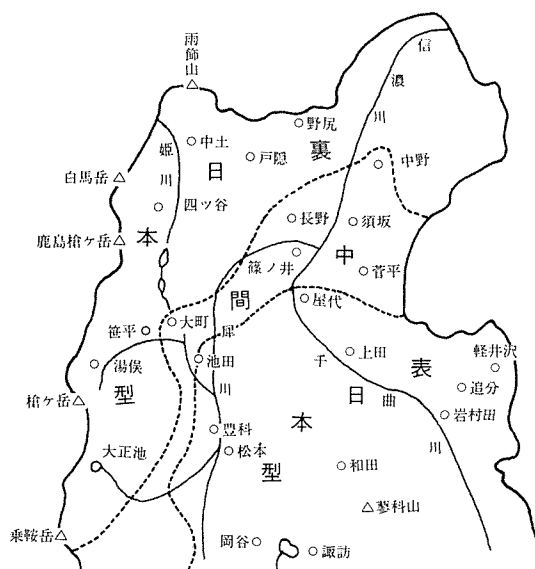 雨飾山
信濃川
野尻
中土
日
裏
戸隠
中野
姫川
白馬岳
四ツ谷
長野
須坂
本
鹿島槍ヶ岳
篠ノ井
中
菅平
間
屋代
笹平
大町
犀川
千曲川
上田
表
軽井沢
湯俣
池田
追分
槍ヶ岳
型
日
岩村田
豊科
本
大正池
松本
型
和田
蓼科山
乗鞍岳
岡谷
諏訪